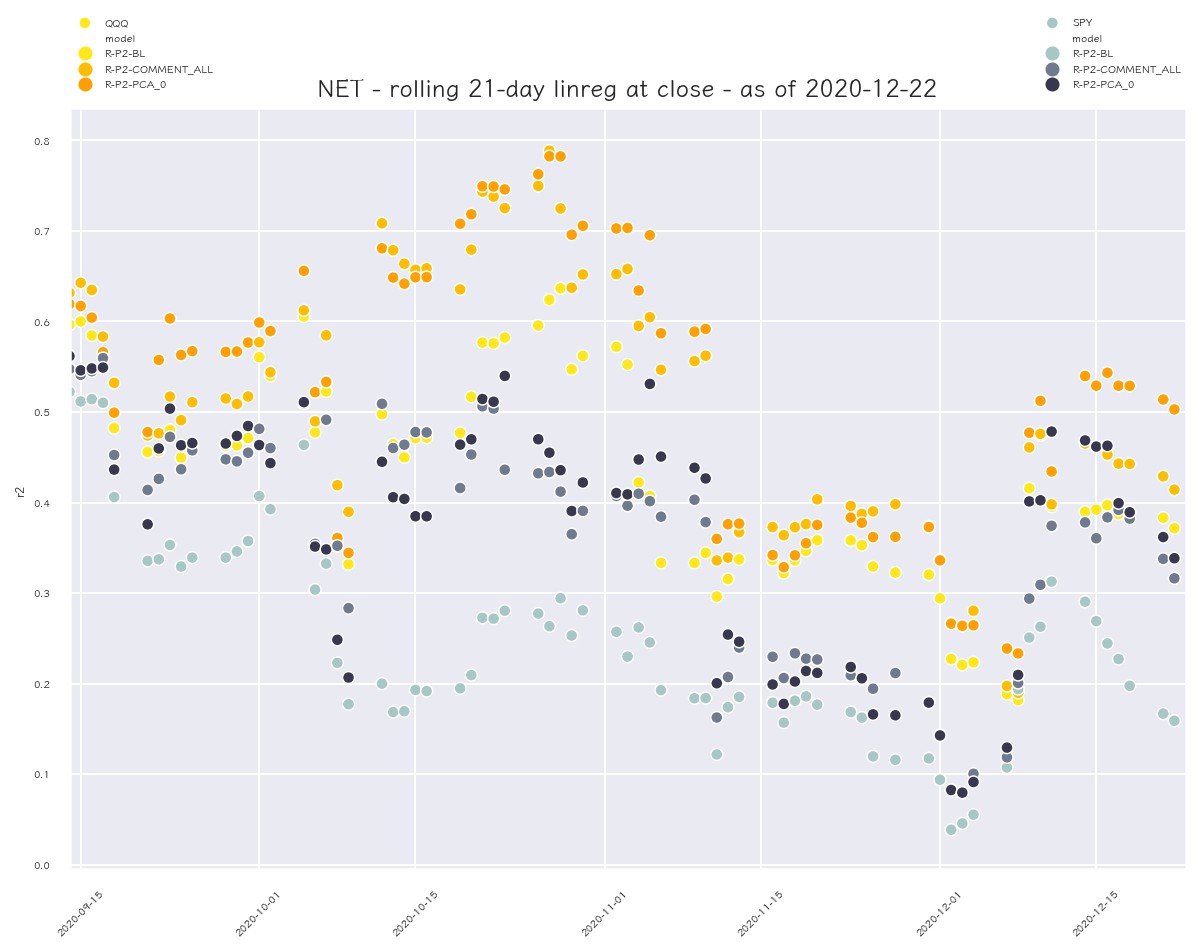 QQQ
model
R-P2-BL
R-P2-COMMENT_ALL
R-P2-PCA_0
SPY
model
R-P2-BL
R-P2-COMMENT_ALL
R-P2-PCA_0
NET - rolling 21-day linreg at close - as of 2020-12-22
0.8
0.7
0.6
0.5
r2
0.4
0.3
0.2
0.1
0.0
2020-09-15
2020-10-01
2020-10-15
2020-11-01
2020-11-15
2020-12-01
2020-12-15